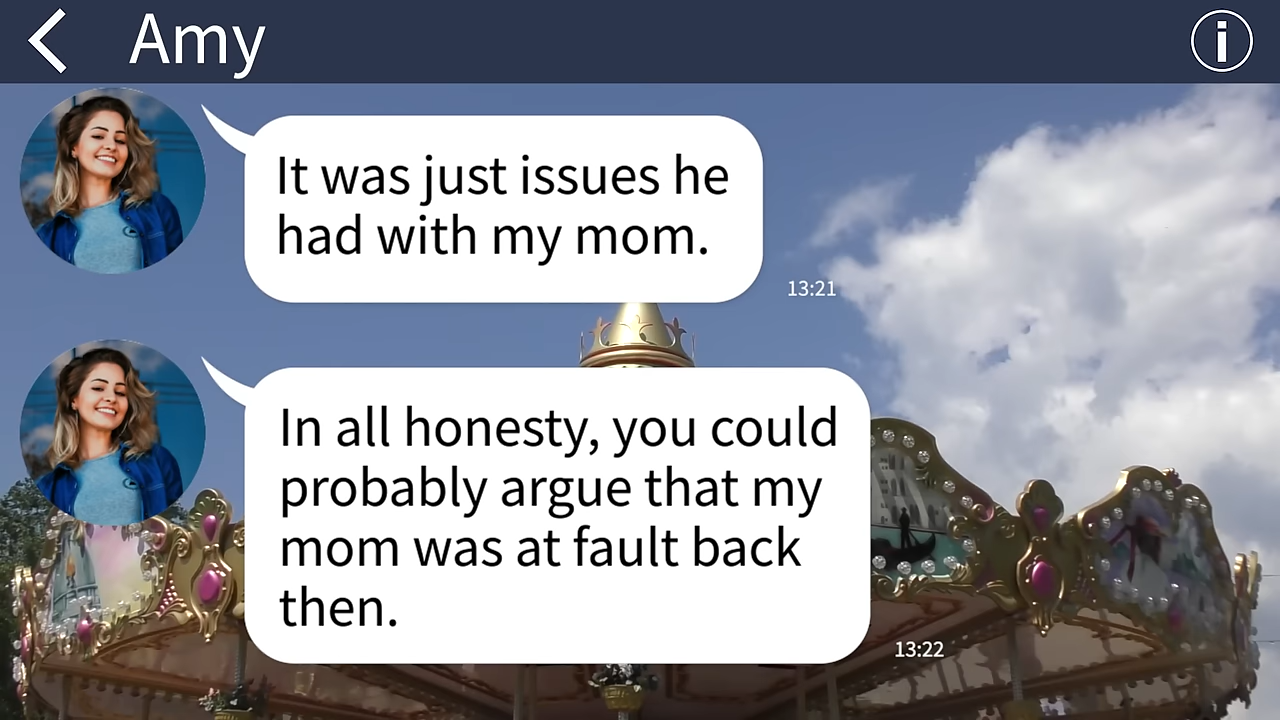 Amy
It was just issues he
had with my mom.
13:21
In all honesty, you could
probably argue that my
mom was at fault back
then.
13:22